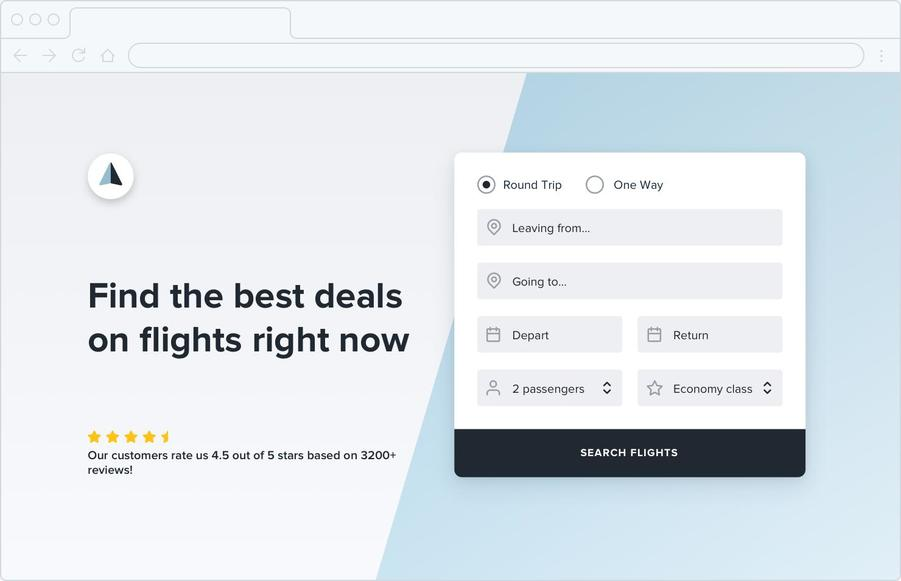 Round Trip
One Way
Leaving from...
Going to...
Depart
Return
2 passengers
Economy class
SEARCH FLIGHTS
Find the best deals
on flights right now
Our customers rate us 4.5 out of 5 stars based on 3200+
reviews!